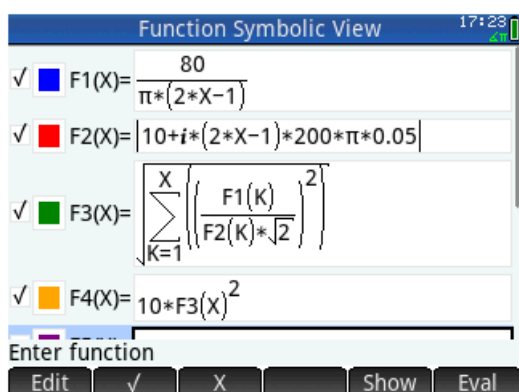 Function Symbolic View 17:23
∡π
√ F1(X)= 80/(π*(2*X−1))
√ F2(X)= |10+i*(2*X−1)*200*π*0.05|
√ F3(X)= √(∑_{K=1}^{X} ((F1(K)/(F2(K)*√2))^2))
√ F4(X)= 10*F3(X)^2
Enter function
Edit √ X Show Eval